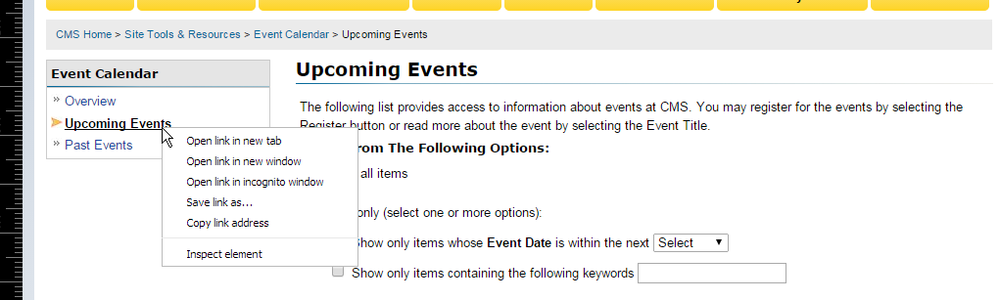 CMS Home > Site Tools & Resources > Event Calendar > Upcoming Events
Event Calendar
» Overview
Upcoming Events
» Past Events
Open link in new tab
Open link in new window
Open link in incognito window
Save link as...
Copy link address
Inspect element
Upcoming Events
The following list provides access to information about events at CMS. You may register for the events by selecting the
Register button or read more about the event by selecting the Event Title.
From The Following Options:
all items
only (select one or more options):
Show only items whose Event Date is within the next Select
Show only items containing the following keywords